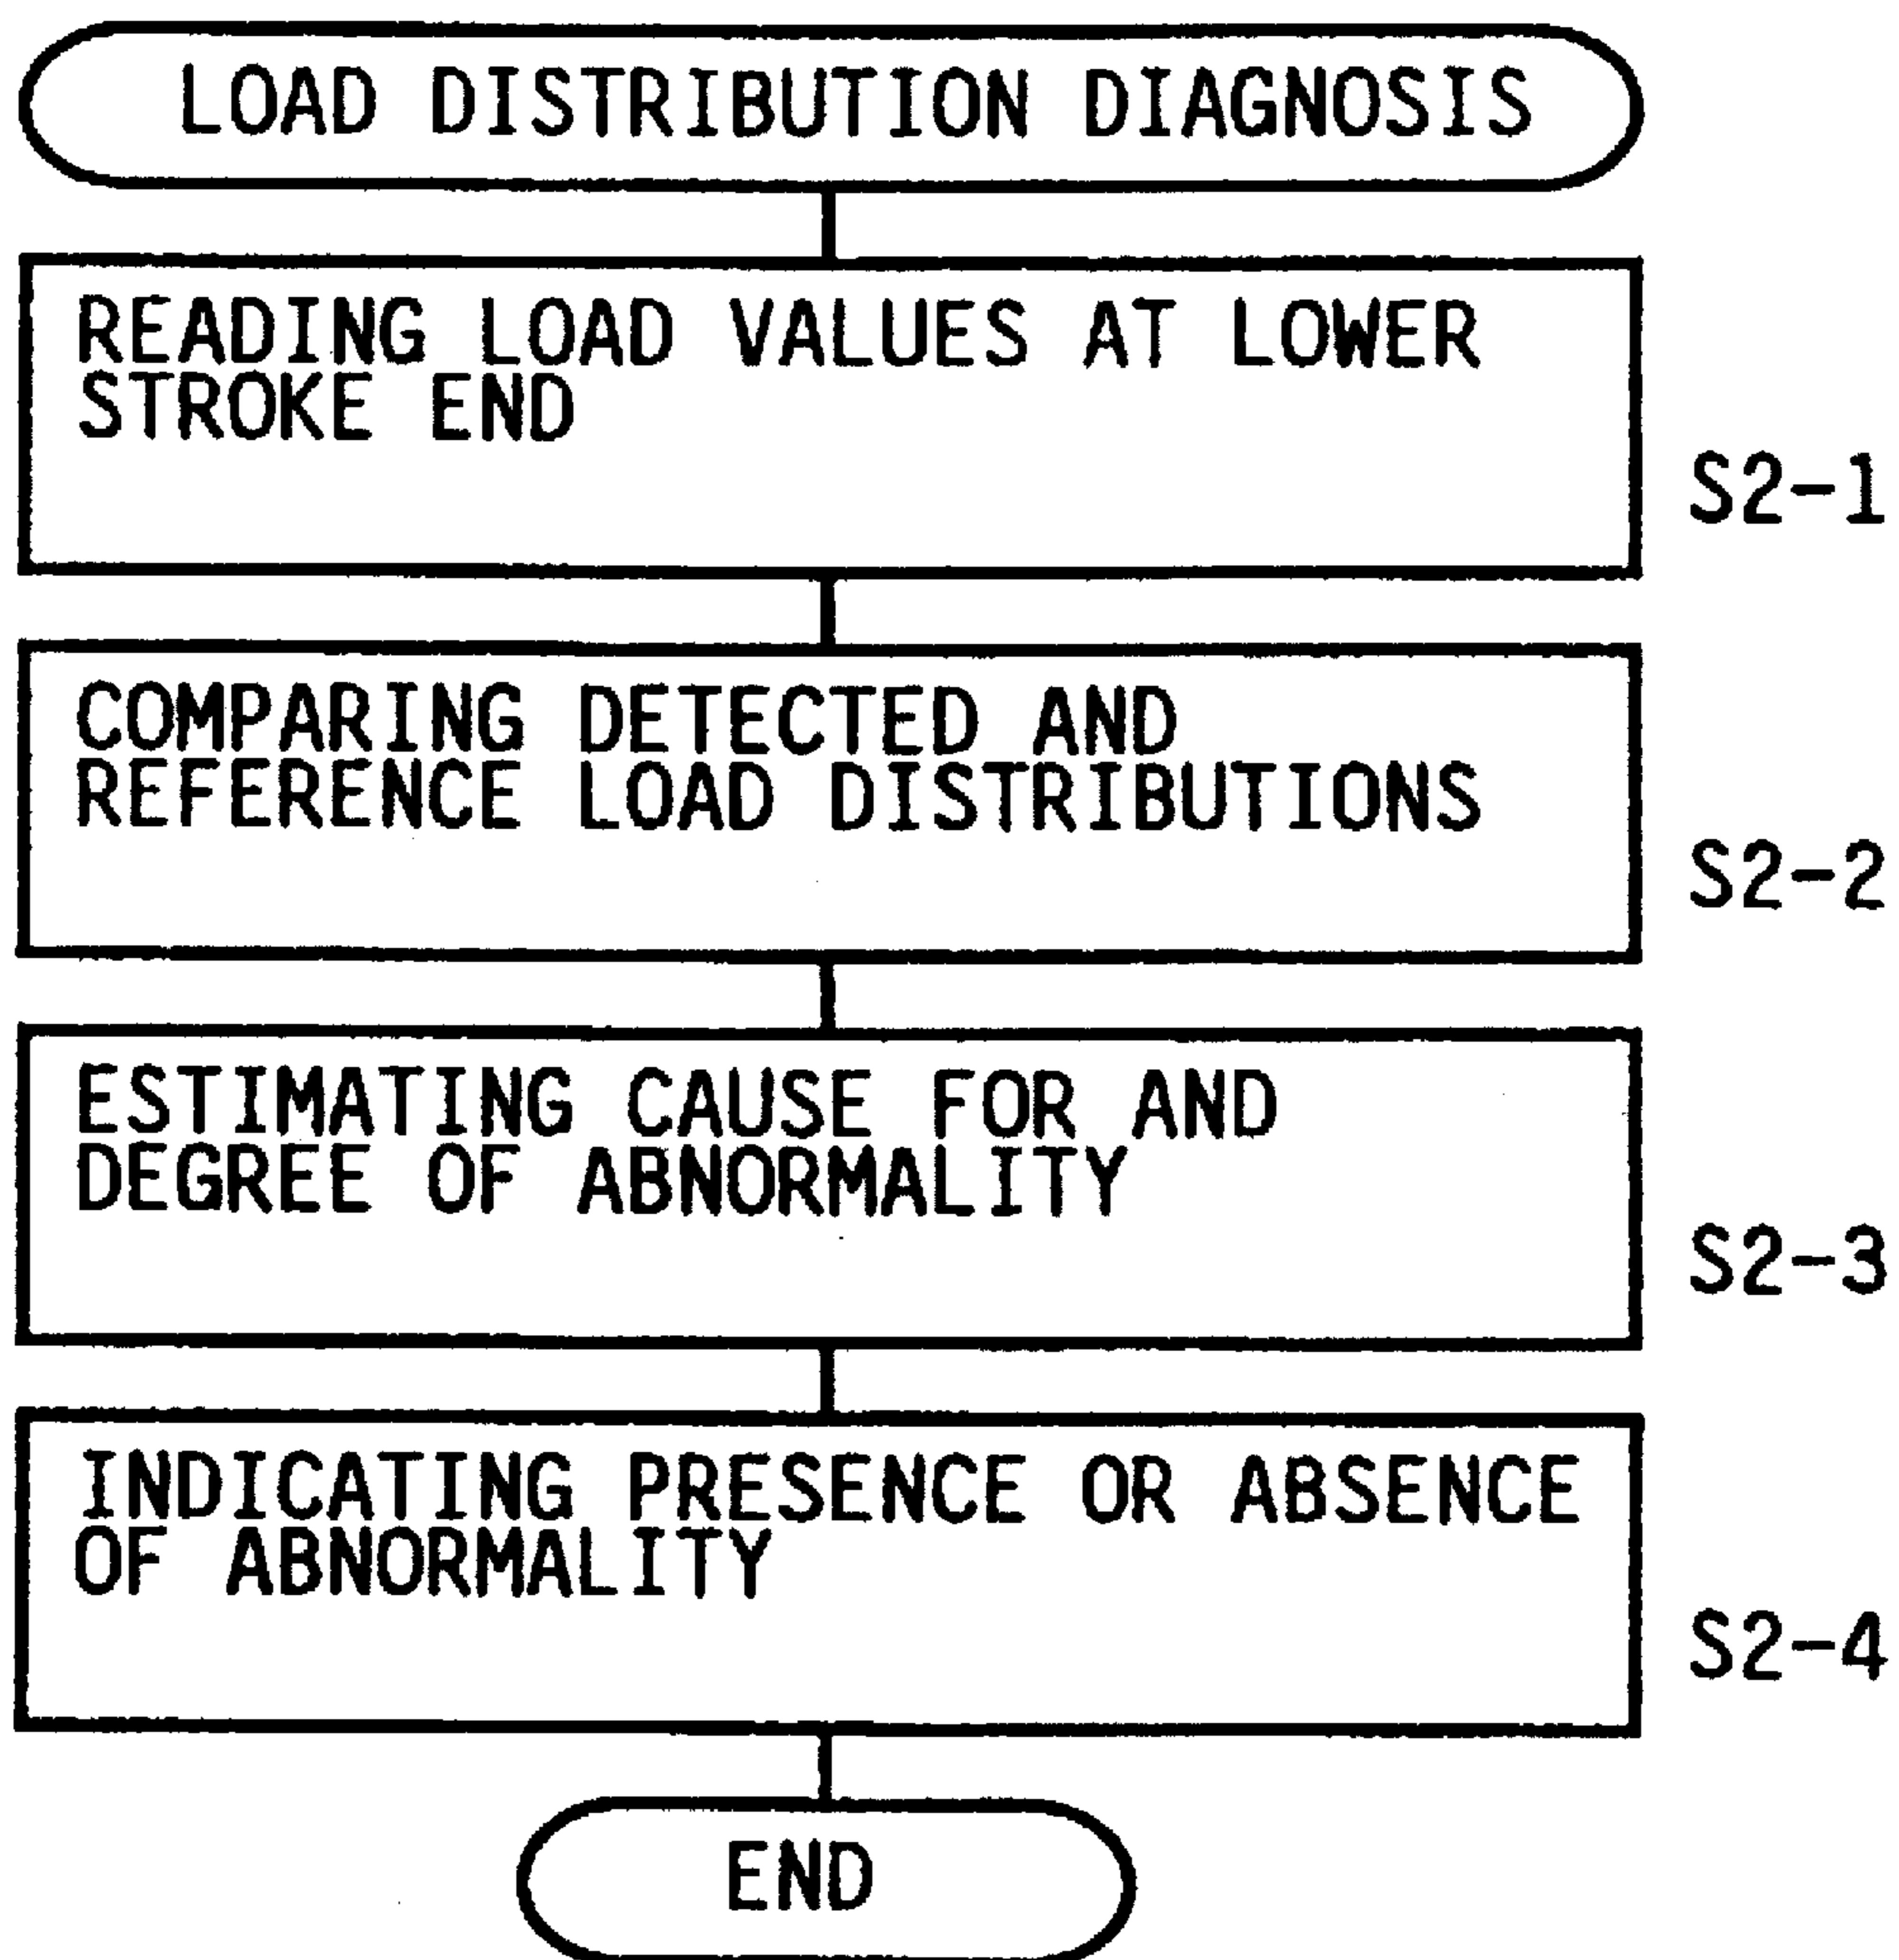 LOAD DISTRIBUTION DIAGNOSIS
READING LOAD VALUES AT LOWER
STROKE END
S2-1
COMPARING DETECTED AND
REFERENCE LOAD DISTRIBUTIONS
S2-2
ESTIMATING CAUSE FOR AND
DEGREE OF ABNORMALITY
S2-3
INDICATING PRESENCE OR ABSENCE
OF ABNORMALITY
S2-4
END